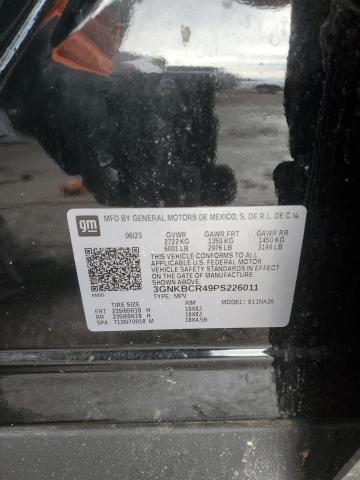 gm MFD BY GENERAL MOTORS DE MEXICO, S. DE R.L. DE C.V.
06/23 GVWR GAWR FRT GAWR RR
2722 KG 1350 KG 1450 KG
6001 LB 2976 LB 3196 LB
THIS VEHICLE CONFORMS TO ALL
APPLICABLE U.S. FEDERAL MOTOR
VEHICLE SAFETY STANDARDS IN
EFFECT ON THE DATE OF MANUFACTURE
SHOWN ABOVE.
3GNKBCR49PS226011
TYPE: MPV MODEL: 911NK26
TIRE SIZE RIM
FRT 235/65R18 H 18X8J
RR 235/65R18 H 18X8J
SPA T135/70R18 M 18X4.5B